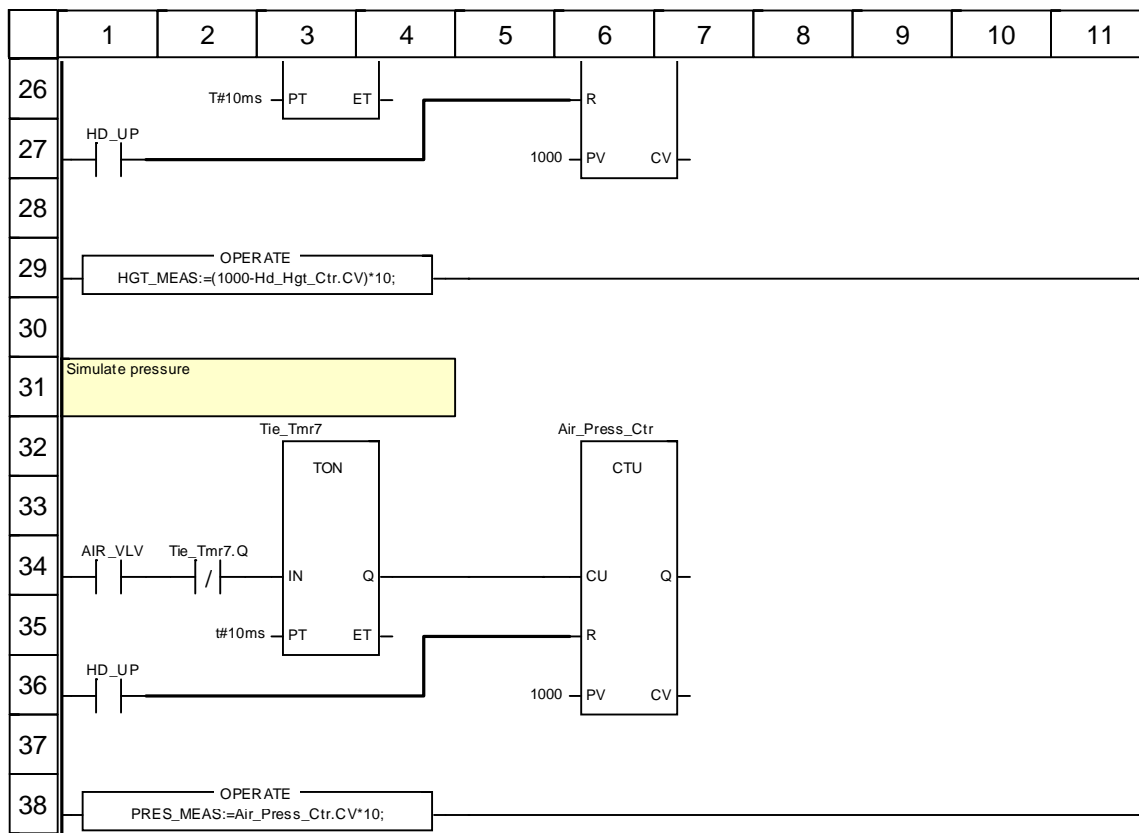 1 2 3 4 5 6 7 8 9 10 11
26
T#10ms PT ET R
27
HD_UP
1000 PV CV
28
29
OPERATE
HGT_MEAS:=(1000-Hd_Hgt_Ctr.CV)*10;
30
31
Simulate pressure
32
Tie_Tmr7 Air_Press_Ctr
TON CTU
33
34
AIR_VLV Tie_Tmr7.Q
/ IN Q CU Q
35
t#10ms PT ET R
36
HD_UP
1000 PV CV
37
38
OPERATE
PRES_MEAS:=Air_Press_Ctr.CV*10;